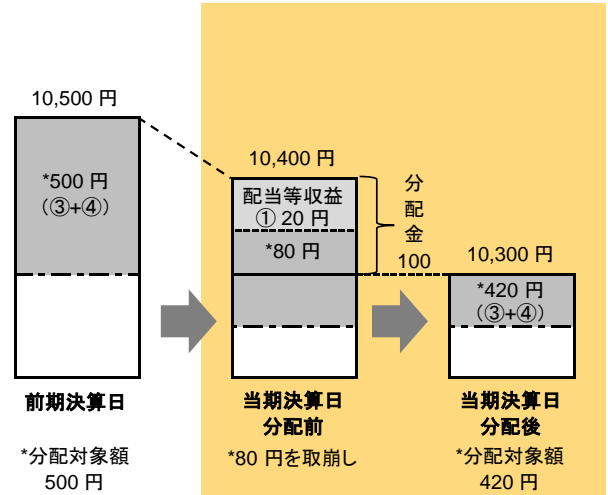 10,500 円
*500 円
(③+④)
前期決算日
*分配対象額
500 円
10,400 円
配当等収益
① 20 円
*80 円
分配金
100
当期決算日
分配前
*80 円を取崩し
10,300 円
*420 円
(③+④)
当期決算日
分配後
*分配対象額
420 円